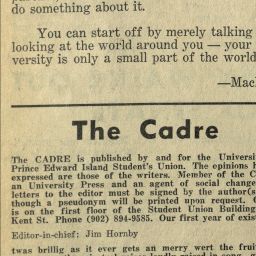 do something about it.
You can start off by merely talking
looking at the world around you — your
versity is only a small part of the world
—Mac
The Cadre
The CADRE is published by and for the Universi
Prince Edward Island Student's Union. The opinions
expressed are those of the writers. Member of the C
an University Press and an agent of social change
letters to the editor must be signed by the author(s
though a pseudonym will be printed upon request.
is on the first floor of the Student Union Building
Kent St. Phone (902) 894-9585. Our first year of exis
Editor-in-chief: Jim Hornby
twas brillig as it ever gets an merry wert the frui